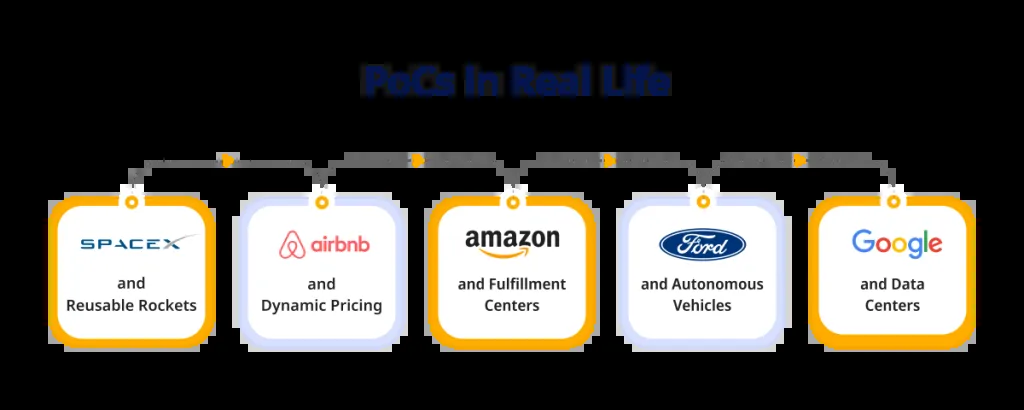 PoCs in Real Life
SPACEX
and
Reusable Rockets
airbnb
and
Dynamic Pricing
amazon
and Fulfillment
Centers
Ford
and Autonomous
Vehicles
Google
and Data
Centers